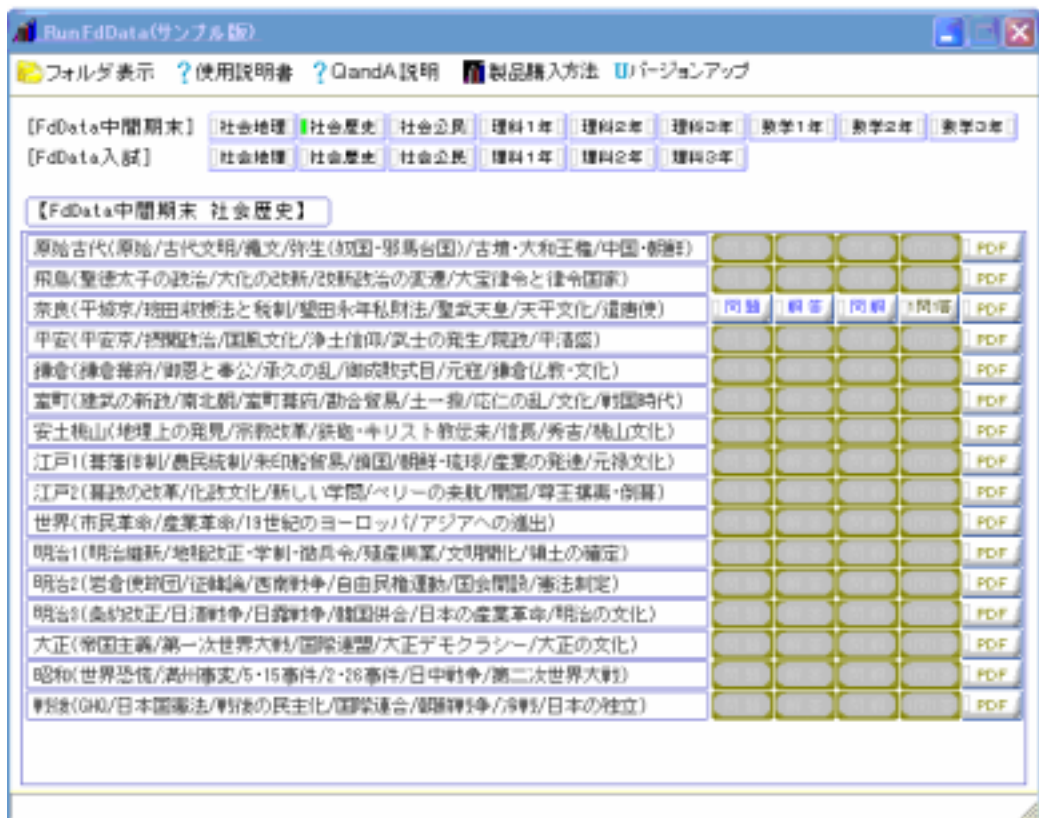 RunFdData(サンプル版)
フォルダ表示 ?使用説明書 ?QandA説明 製品購入方法 Uバージョンアップ
[FdData中間期末] 社会地理 社会歴史 社会公民 理科1年 理科2年 理科3年 数学1年 数学2年 数学3年
[FdData入試] 社会地理 社会歴史 社会公民 理科1年 理科2年 理科3年
【FdData中間期末 社会歴史】
原始古代(原始/古代文明/縄文/弥生(奴国・邪馬台国)/古墳・大和王権/中国・朝鮮) PDF
飛鳥(聖徳太子の政治/大化の改新/改新政治の変遷/大宝律令と律令国家) PDF
奈良(平城京/班田収授法と税制/墾田永年私財法/聖武天皇/天平文化/遣唐使) 問題 解答 問解 1問1答 PDF
平安(平安京/摂関政治/国風文化/浄土信仰/武士の発生/院政/平清盛) PDF
鎌倉(鎌倉幕府/御恩と奉公/承久の乱/御成敗式目/元寇/鎌倉仏教・文化) PDF
室町(建武の新政/南北朝/室町幕府/勘合貿易/土一揆/応仁の乱/文化/戦国時代) PDF
安土桃山(地理上の発見/宗教改革/鉄砲・キリスト教伝来/信長/秀吉/桃山文化) PDF
江戸1(幕藩体制/農民統制/朱印船貿易/鎖国/朝鮮・琉球/産業の発達/元禄文化) PDF
江戸2(幕政の改革/化政文化/新しい学問/ペリーの来航/開国/尊王攘夷・倒幕) PDF
世界(市民革命/産業革命/19世紀のヨーロッパ/アジアへの進出) PDF
明治1(明治維新/地租改正・学制・徴兵令/殖産興業/文明開化/領土の確定) PDF
明治2(岩倉使節団/征韓論/西南戦争/自由民権運動/国会開設/憲法制定) PDF
明治3(条約改正/日清戦争/日露戦争/韓国併合/日本の産業革命/明治の文化) PDF
大正(帝国主義/第一次世界大戦/国際連盟/大正デモクラシー/大正の文化) PDF
昭和(世界恐慌/満州事変/5・15事件/2・26事件/日中戦争/第二次世界大戦) PDF
戦後(GHQ/日本国憲法/戦後の民主化/国際連合/朝鮮戦争/冷戦/日本の独立) PDF